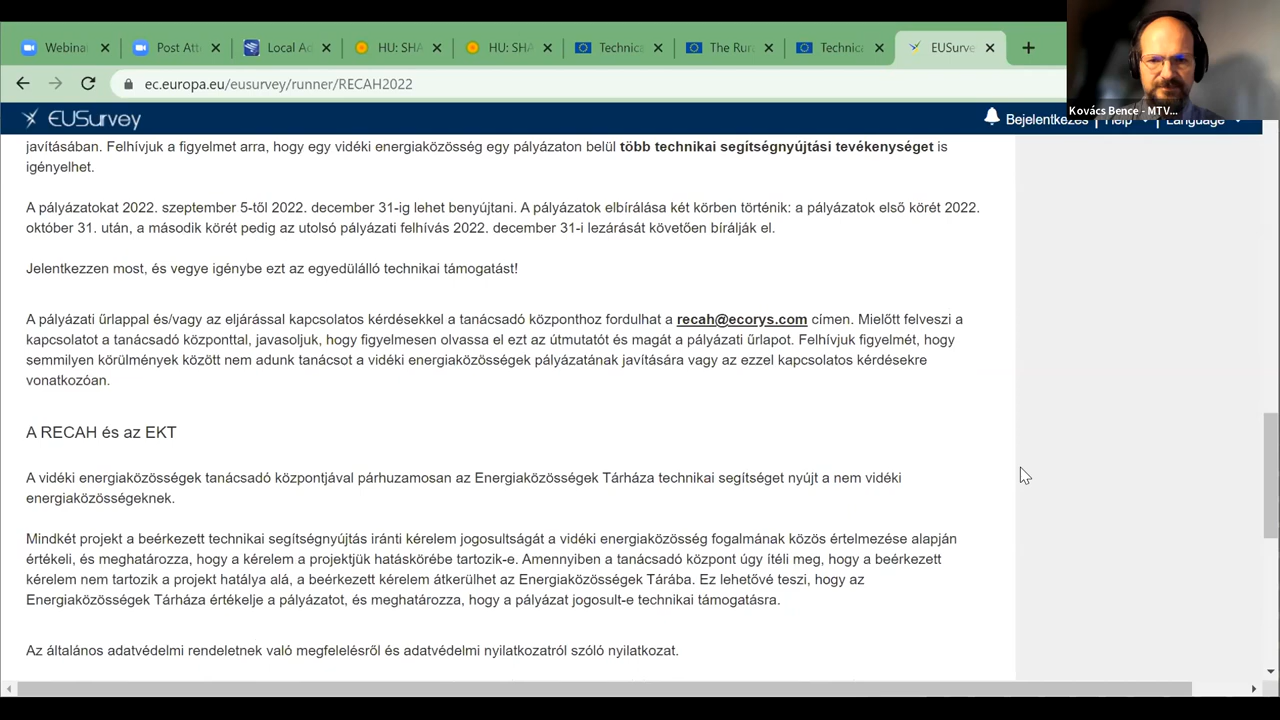 Webinar
Post Att
Local Ad
HU: SHA
HU: SHA
Technica
The Rur
Technica
EUSurve
ec.europa.eu/eusurvey/runner/RECAH2022
Kovács Bence - MTV...
EUSurvey
Bejelentkezés | Help | Language
javításában. Felhívjuk a figyelmet arra, hogy egy vidéki energiaközösség egy pályázaton belül több technikai segítségnyújtási tevékenységet is
igényelhet.
A pályázatokat 2022. szeptember 5-től 2022. december 31-ig lehet benyújtani. A pályázatok elbírálása két körben történik: a pályázatok első körét 2022.
október 31. után, a második körét pedig az utolsó pályázati felhívás 2022. december 31-i lezárását követően bírálják el.
Jelentkezzen most, és vegye igénybe ezt az egyedülálló technikai támogatást!
A pályázati űrlappal és/vagy az eljárással kapcsolatos kérdésekkel a tanácsadó központhoz fordulhat a recah@ecorys.com címen. Mielőtt felveszi a
kapcsolatot a tanácsadó központtal, javasoljuk, hogy figyelmesen olvassa el ezt az útmutatót és magát a pályázati űrlapot. Felhívjuk figyelmét, hogy
semmilyen körülmények között nem adunk tanácsot a vidéki energiaközösségek pályázatának javítására vagy az ezzel kapcsolatos kérdésekre
vonatkozóan.
A RECAH és az EKT
A vidéki energiaközösségek tanácsadó központjával párhuzamosan az Energiaközösségek Tárháza technikai segítséget nyújt a nem vidéki
energiaközösségeknek.
Mindkét projekt a beérkezett technikai segítségnyújtás iránti kérelem jogosultságát a vidéki energiaközösség fogalmának közös értelmezése alapján
értékeli, és meghatározza, hogy a kérelem a projektjük hatáskörébe tartozik-e. Amennyiben a tanácsadó központ úgy ítéli meg, hogy a beérkezett
kérelem nem tartozik a projekt hatálya alá, a beérkezett kérelem átkerülhet az Energiaközösségek Tárába. Ez lehetővé teszi, hogy az
Energiaközösségek Tárháza értékelje a pályázatot, és meghatározza, hogy a pályázat jogosult-e technikai támogatásra.
Az általános adatvédelmi rendeletnek való megfelelésről és adatvédelmi nyilatkozatról szóló nyilatkozat.